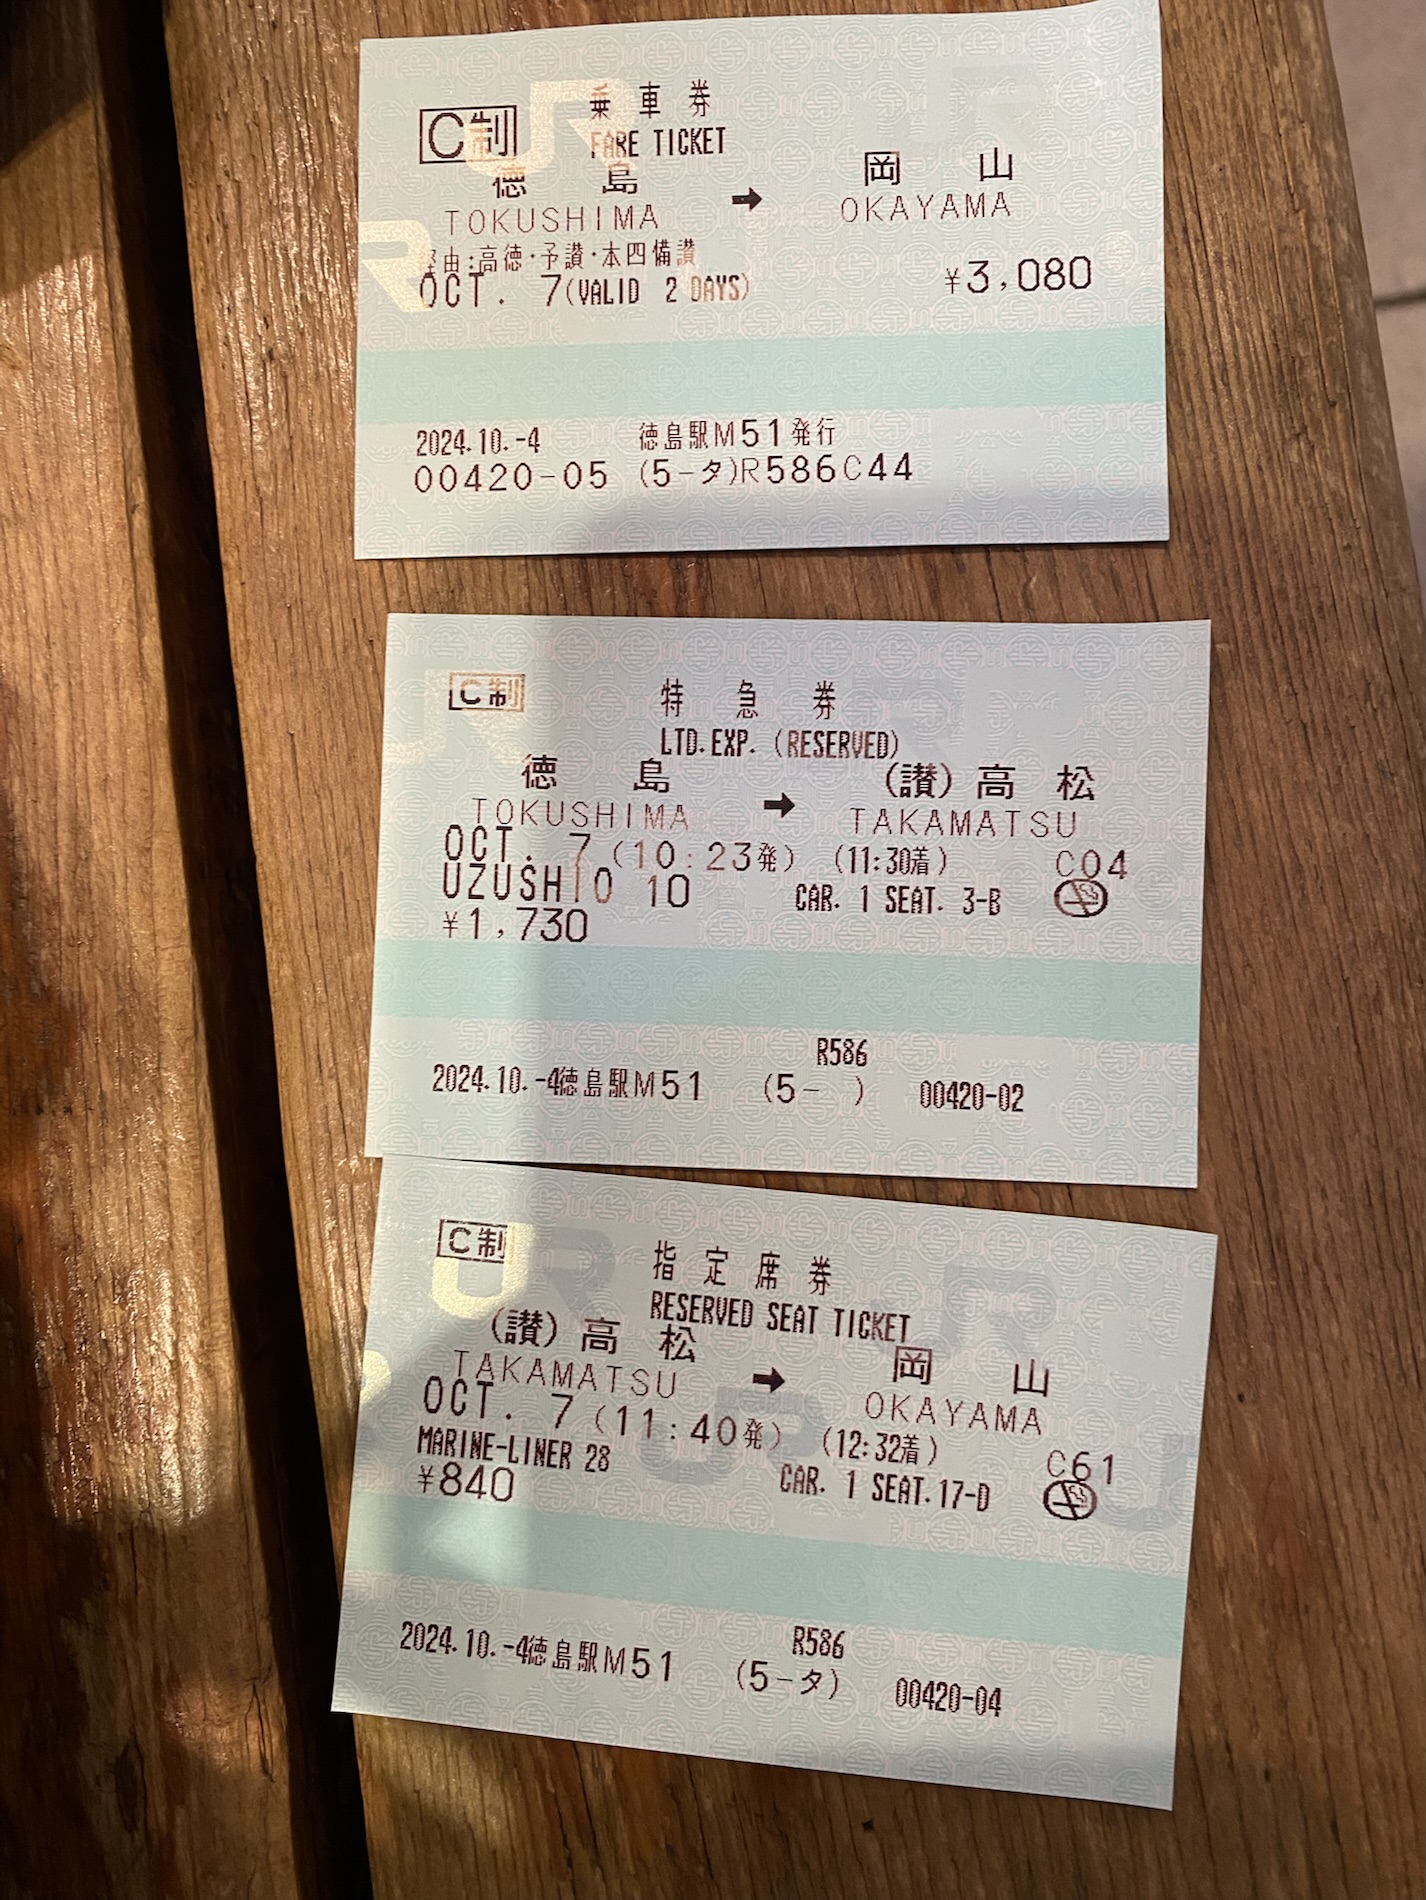 C制 乗車券
FARE TICKET
徳島 → 岡山
TOKUSHIMA OKAYAMA
経由:高徳・予讃・本四備讃
OCT. 7(VALID 2 DAYS) ¥3,080
2024.10.-4 徳島駅M51発行
00420-05 (5-タ)R586C44
C制 特急券
LTD.EXP. (RESERVED)
徳島 → (讃)高松
TOKUSHIMA TAKAMATSU
OCT. 7 (10:23発) (11:30着) C04
UZUSHIO 10 CAR. 1 SEAT. 3-B
¥1,730
R586
2024.10.-4徳島駅M51 (5- ) 00420-02
C制 指定席券
RESERVED SEAT TICKET
(讃)高松 → 岡山
TAKAMATSU OKAYAMA
OCT. 7 (11:40発) (12:32着) C61
MARINE-LINER 28 CAR. 1 SEAT.17-D
¥840
R586
2024.10.-4徳島駅M51 (5-タ) 00420-04